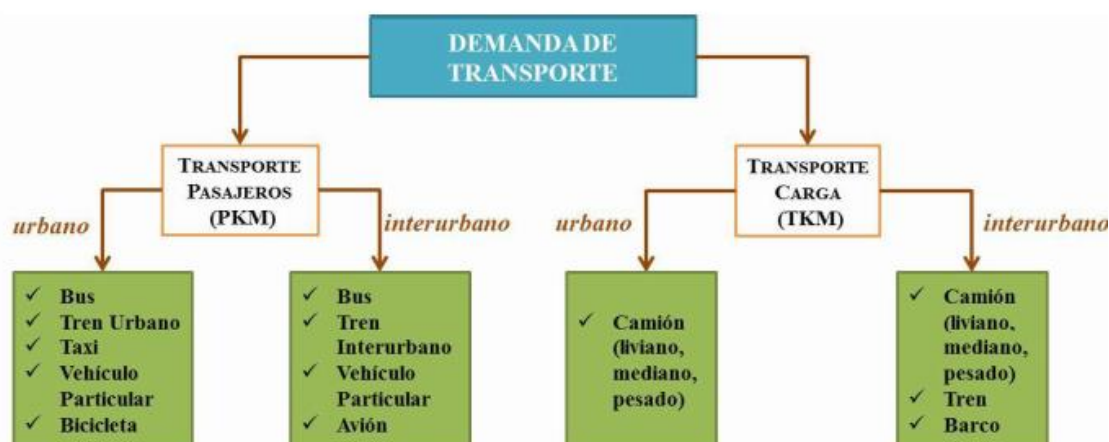 DEMANDA DE
TRANSPORTE
TRANSPORTE
PASAJEROS
(PKM)
TRANSPORTE
CARGA
(TKM)
urbano
interurbano
urbano
interurbano
✓ Bus
✓ Tren Urbano
✓ Taxi
✓ Vehículo
Particular
✓ Bicicleta
✓ Bus
✓ Tren
Interurbano
✓ Vehículo
Particular
✓ Avión
✓ Camión
(liviano,
mediano,
pesado)
✓ Camión
(liviano,
mediano,
pesado)
✓ Tren
✓ Barco